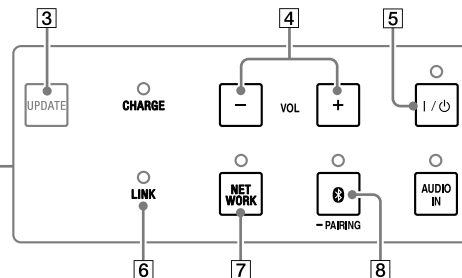 3
4
5
UPDATE
CHARGE
−
VOL
+
I / ⏻
LINK
NET
WORK
– PAIRING
AUDIO
IN
6
7
8